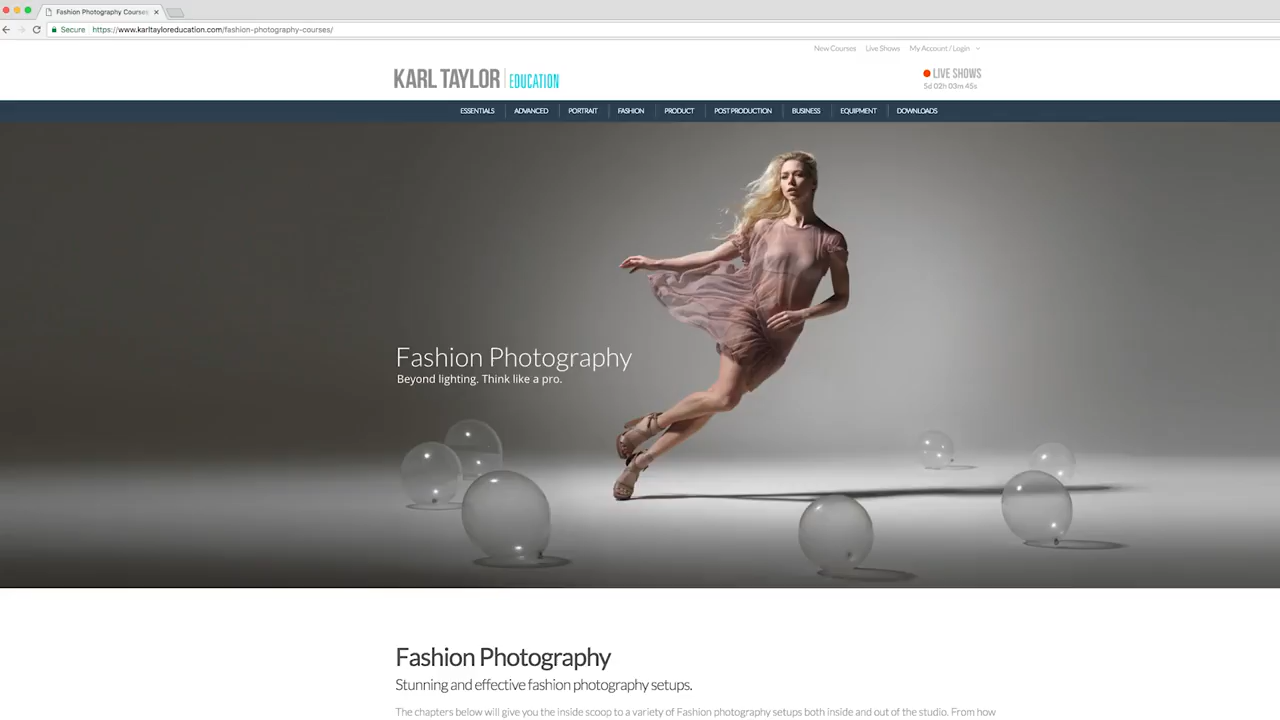 Fashion Photography Courses
Secure https://www.karltayloreducation.com/fashion-photography-courses/
New Courses Live Shows My Account / Login
KARL TAYLOR EDUCATION
LIVE SHOWS
5d 02h 03m 45s
ESSENTIALS ADVANCED PORTRAIT FASHION PRODUCT POST PRODUCTION BUSINESS EQUIPMENT DOWNLOADS
Fashion Photography
Beyond lighting. Think like a pro.
Fashion Photography
Stunning and effective fashion photography setups.
The chapters below will give you the inside scoop to a variety of Fashion photography setups both inside and out of the studio. From how